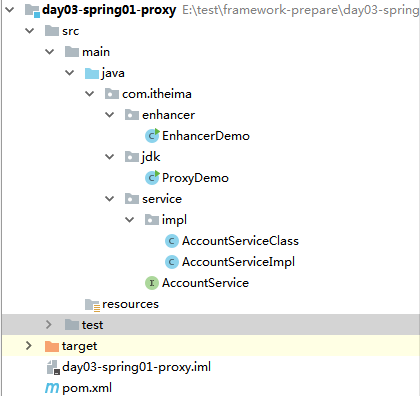 day03-spring01-proxy E:\test\framework-prepare\day03-spring
src
main
java
com.itheima
enhancer
EnhancerDemo
jdk
ProxyDemo
service
impl
AccountServiceClass
AccountServiceImpl
AccountService
resources
test
target
day03-spring01-proxy.iml
pom.xml